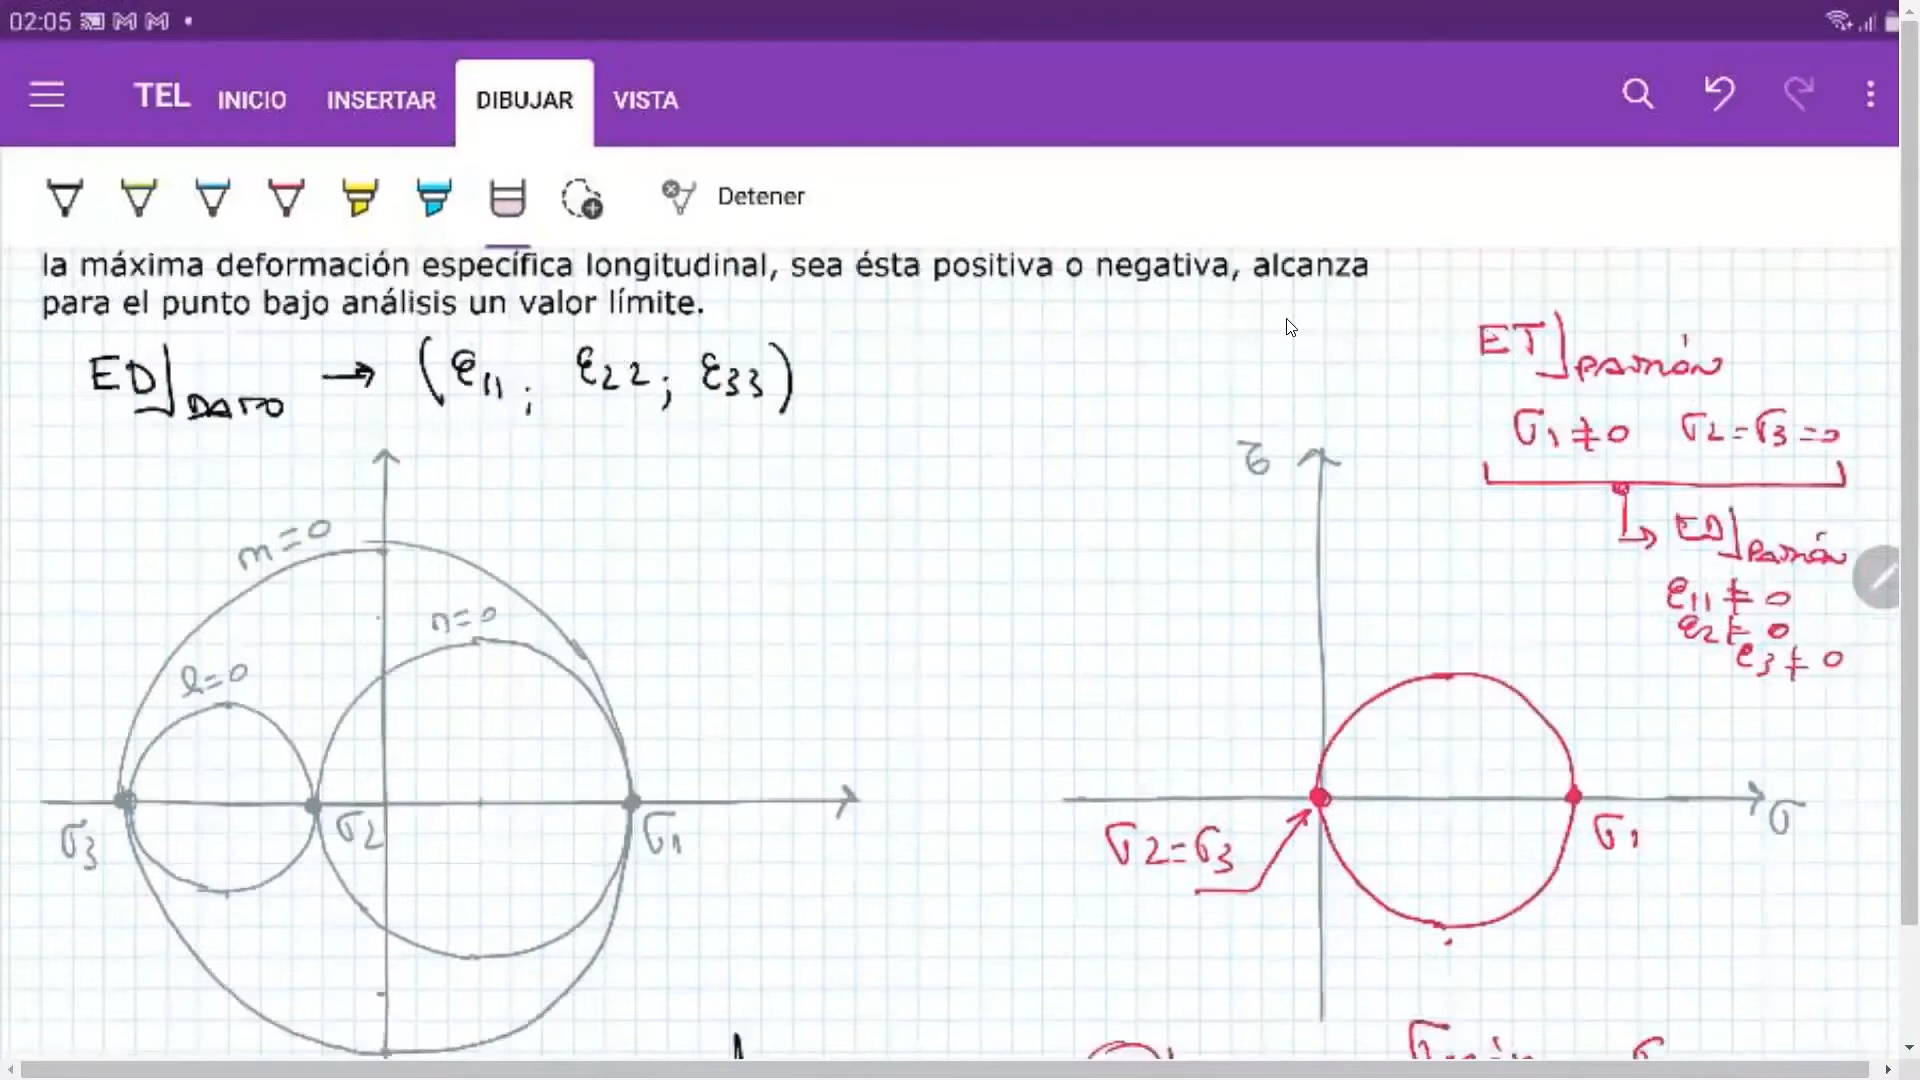 02:05
TEL INICIO INSERTAR DIBUJAR VISTA
Detener
la máxima deformación específica longitudinal, sea ésta positiva o negativa, alcanza
para el punto bajo análisis un valor límite.
ED]DATO → (ε11; ε22; ε33)
ET]PATRÓN
σ1 ≠ 0 σ2 = σ3 = 0
ED]PATRÓN
ε11 ≠ 0
ε2 ≠ 0
ε3 ≠ 0
m=0
n=0
l=0
σ3
σ2
σ1
τ
σ2=σ3
σ1
σ